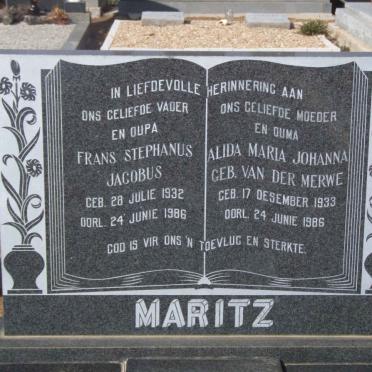 IN LIEFDEVOLLE HERINNERING AAN
ONS GELIEFDE VADER
EN OUPA
FRANS STEPHANUS
JACOBUS
GEB. 28 JULIE 1932
OORL. 24 JUNIE 1986
ONS GELIEFDE MOEDER
EN OUMA
ALIDA MARIA JOHANNA
GEB. VAN DER MERWE
GEB. 17 DESEMBER 1933
OORL. 24 JUNIE 1986
GOD IS VIR ONS 'N TOEVLUG EN STERKTE.
MARITZ